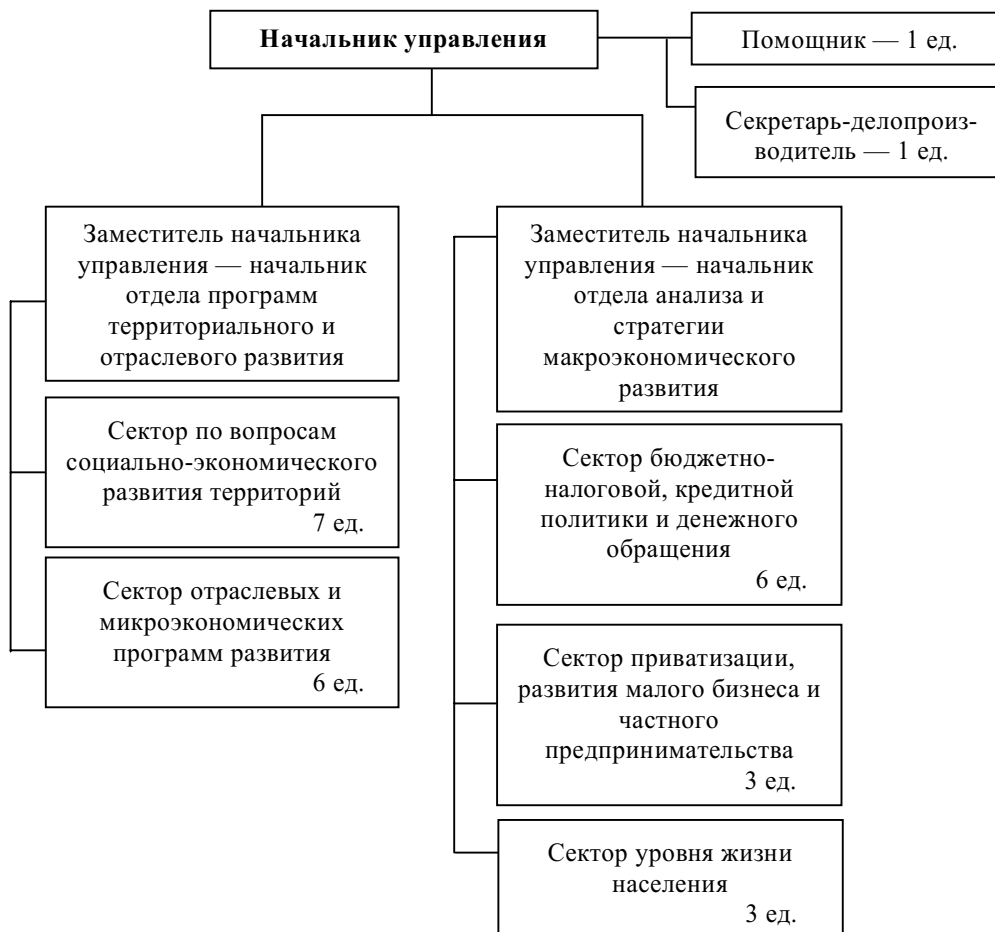 Начальник управления
Помощник — 1 ед.
Секретарь-делопроиз-
водитель — 1 ед.
Заместитель начальника
управления — начальник
отдела программ
территориального и
отраслевого развития
Сектор по вопросам
социально-экономического
развития территорий
7 ед.
Сектор отраслевых и
микроэкономических
программ развития
6 ед.
Заместитель начальника
управления — начальник
отдела анализа и
стратегии
макроэкономического
развития
Сектор бюджетно-
налоговой, кредитной
политики и денежного
обращения
6 ед.
Сектор приватизации,
развития малого бизнеса и
частного
предпринимательства
3 ед.
Сектор уровня жизни
населения
3 ед.